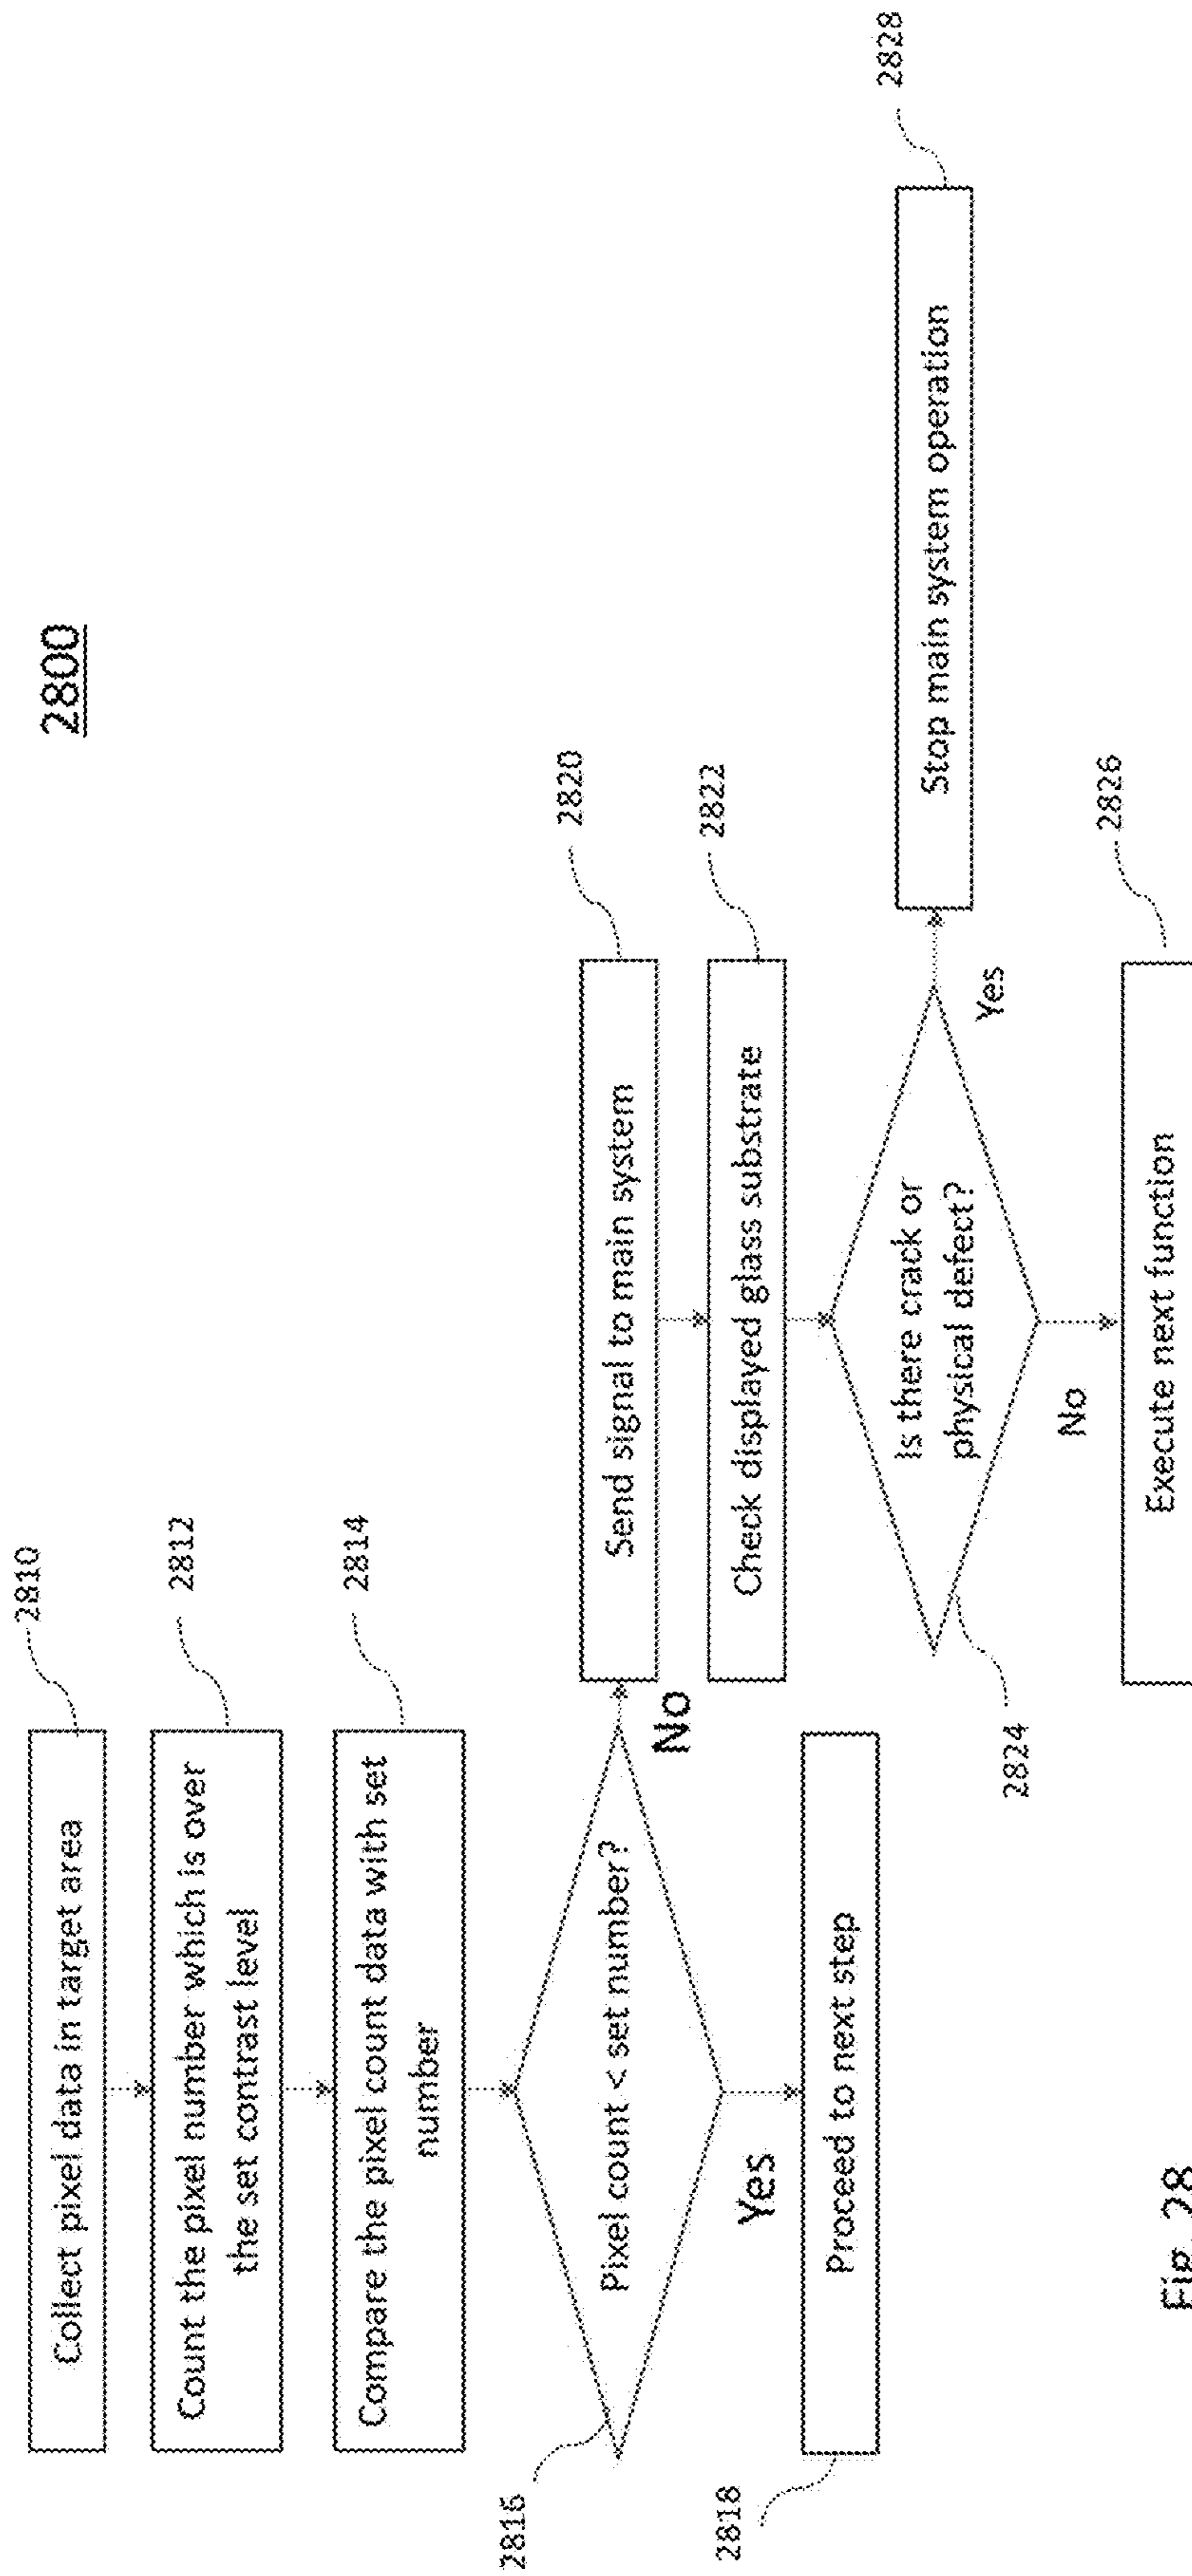 2800
Collect pixel data in target area
2810
Count the pixel number which is over
the set contrast level
2812
Compare the pixel count data with set
number
2814
Pixel count < set number?
2816
No
Yes
Proceed to next step
2818
Send signal to main system
2820
Check displayed glass substrate
2822
Is there crack or
physical defect?
2824
Yes
No
Stop main system operation
2828
Execute next function
2826
Fig. 28